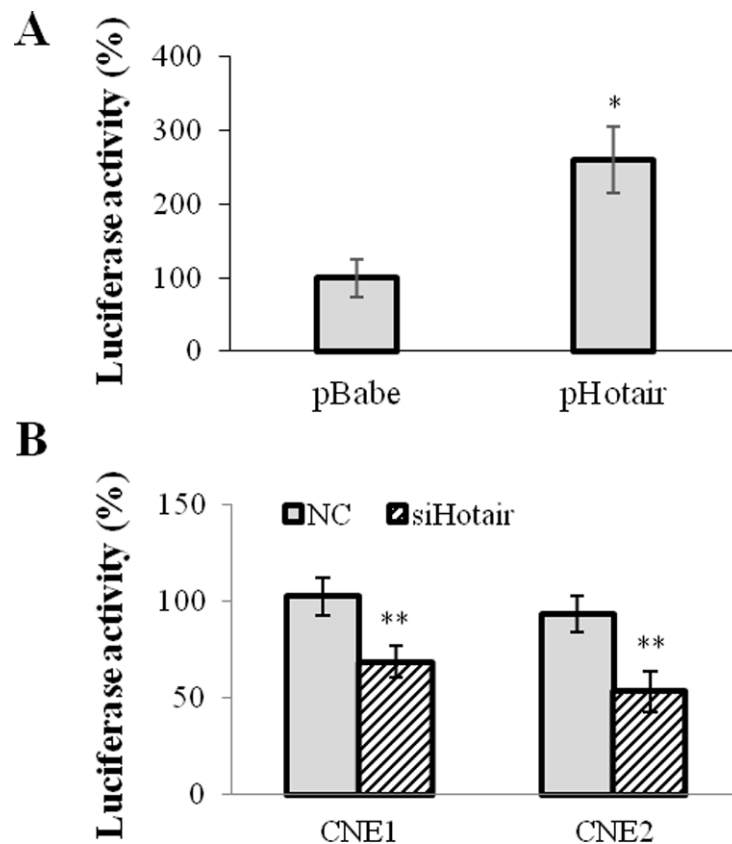 A
Luciferase activity (%)
400
300
200
100
0
*
pBabe
pHotair
B
Luciferase activity (%)
150
100
50
0
NC
siHotair
**
**
CNE1
CNE2